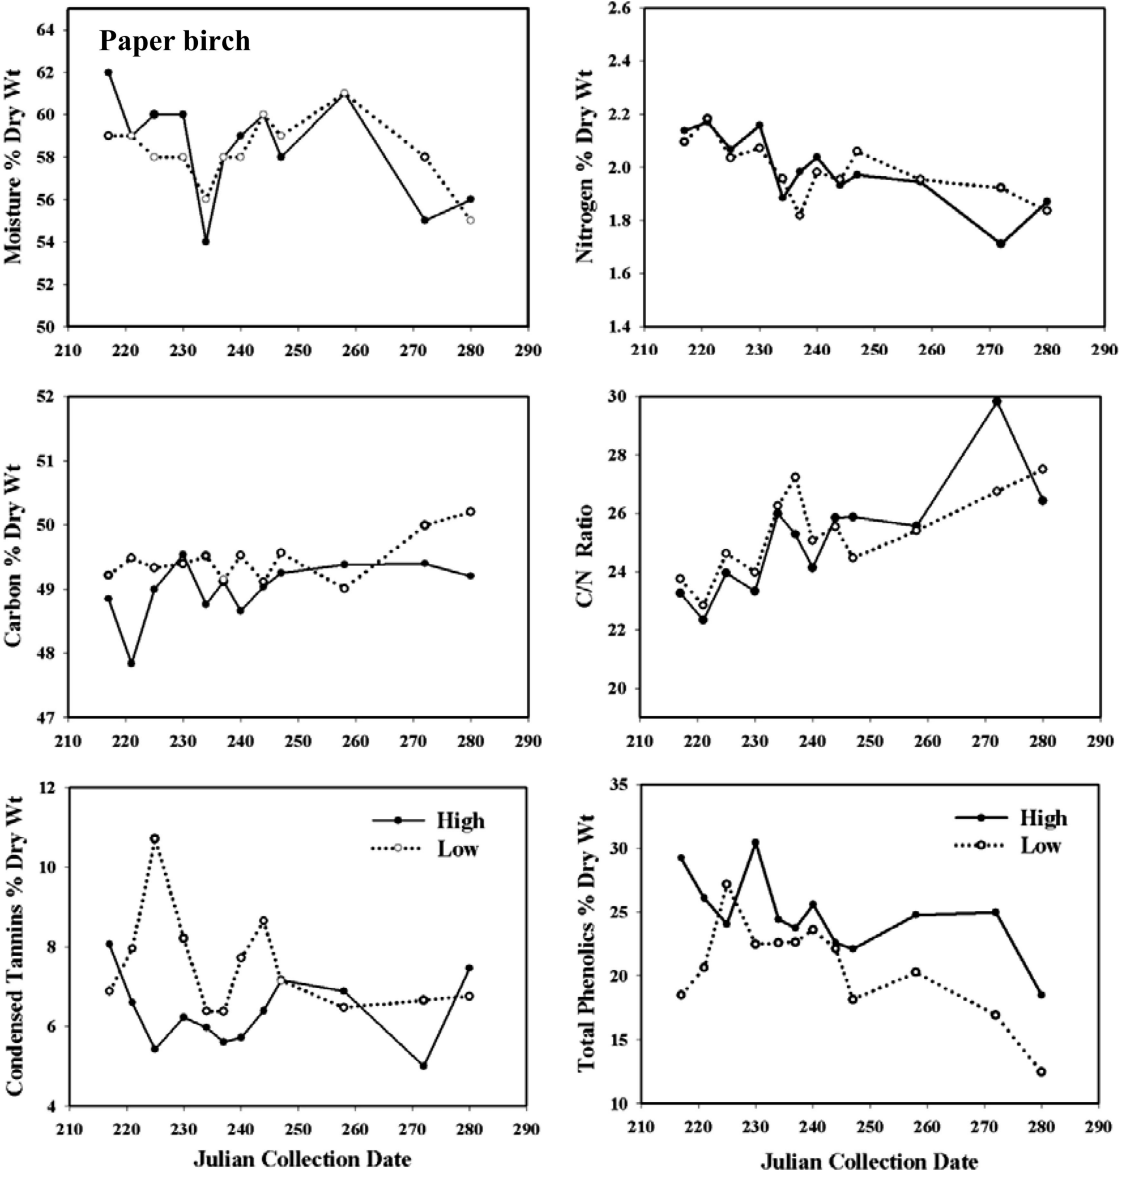 Paper birch
Moisture % Dry Wt
64
62
60
58
56
54
52
50
210 220 230 240 250 260 270 280 290
Nitrogen % Dry Wt
2.6
2.4
2.2
2.0
1.8
1.6
1.4
210 220 230 240 250 260 270 280 290
Carbon % Dry Wt
52
51
50
49
48
47
210 220 230 240 250 260 270 280 290
C/N Ratio
30
28
26
24
22
20
210 220 230 240 250 260 270 280 290
Condensed Tannins % Dry Wt
12
10
8
6
4
High
Low
210 220 230 240 250 260 270 280 290
Julian Collection Date
Total Phenolics % Dry Wt
35
30
25
20
15
10
High
Low
210 220 230 240 250 260 270 280 290
Julian Collection Date